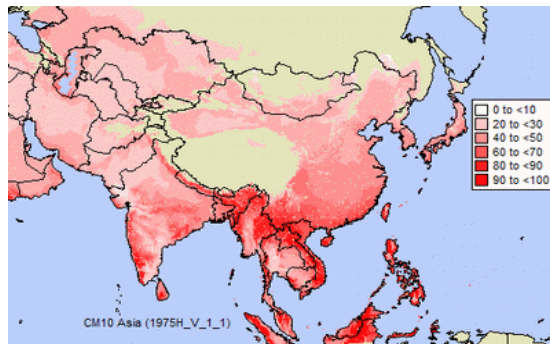 0 to <10
20 to <30
40 to <50
60 to <70
80 to <90
90 to <100
CM10 Asia (1975H_V_1_1)